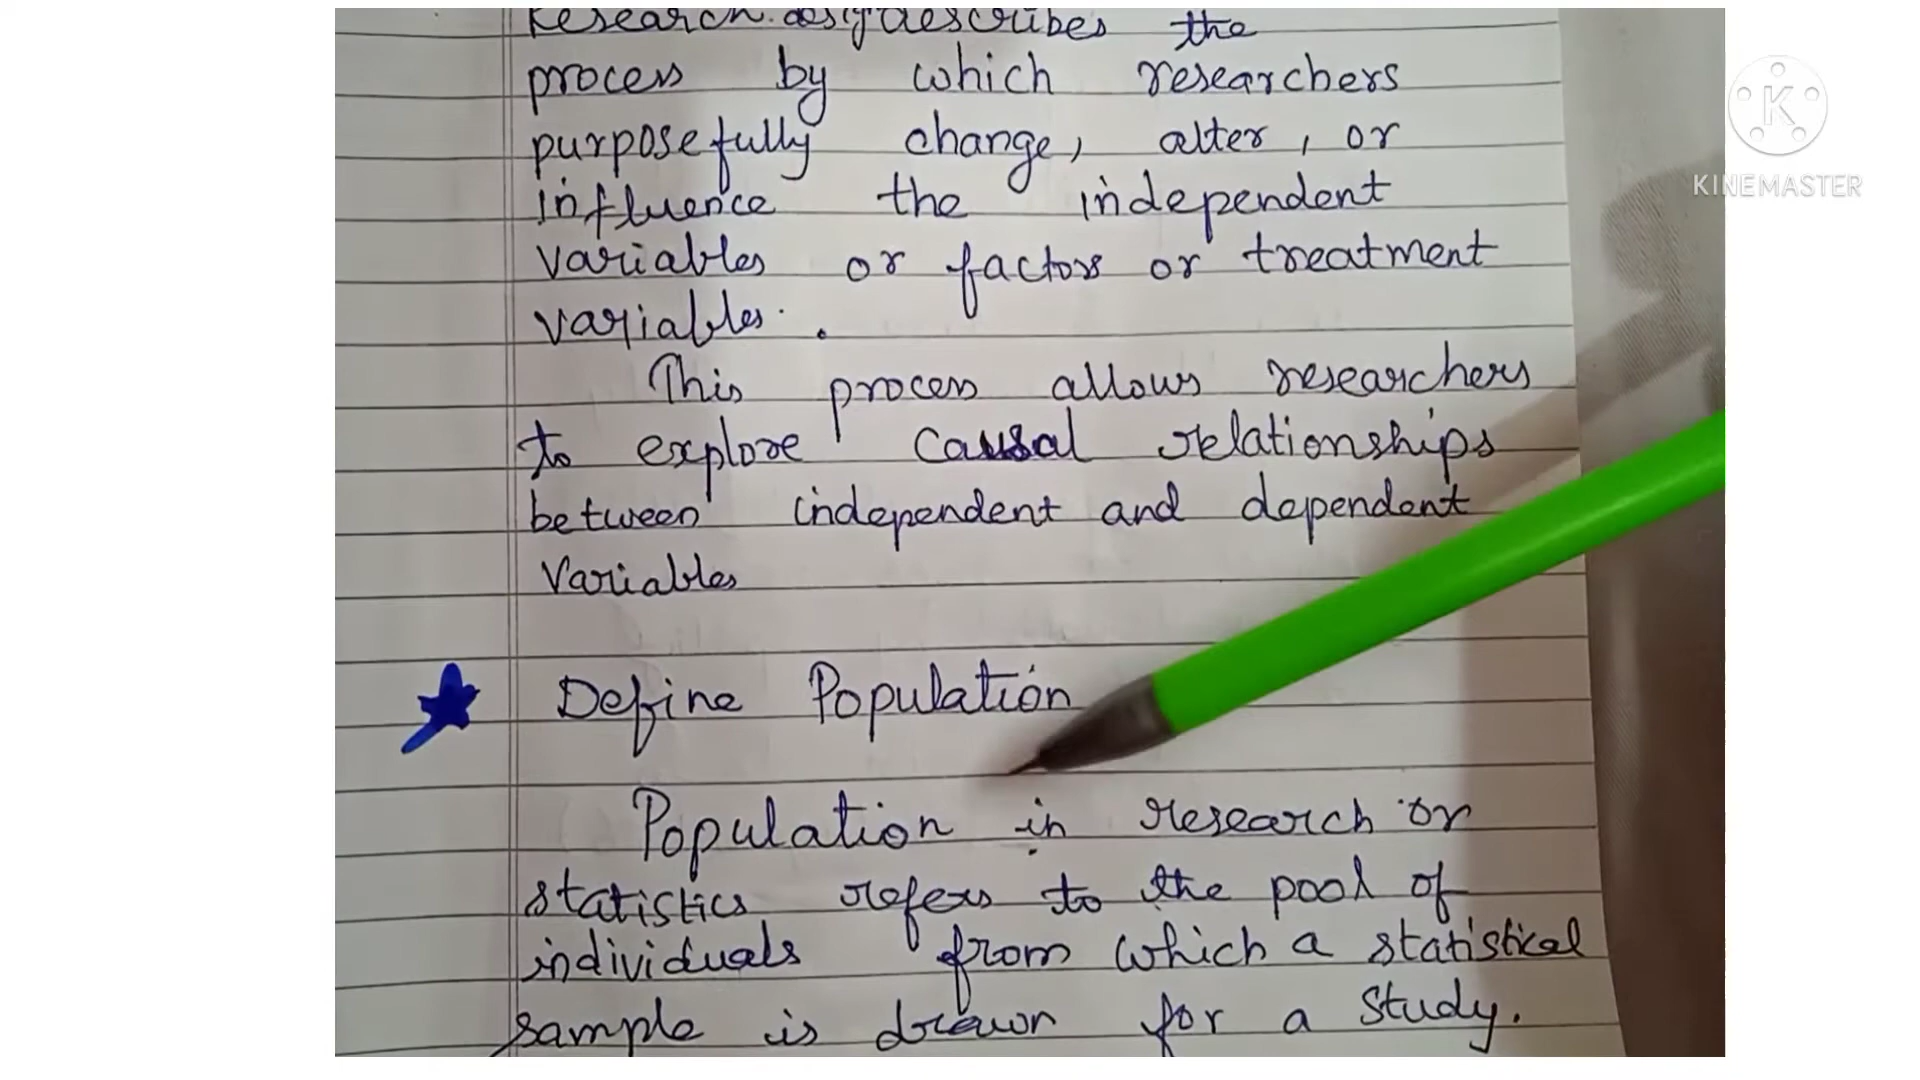 Research describes the
process by which researchers
purposefully change, alter, or
influence the independent
variables or factors or treatment
variables.
This process allows researchers
to explore causal relationships
between independent and dependent
Variables
Define Population
Population in research or
statistics refers to the pool of
individuals from which a statistical
sample is drawn for a study.
K
KINEMASTER